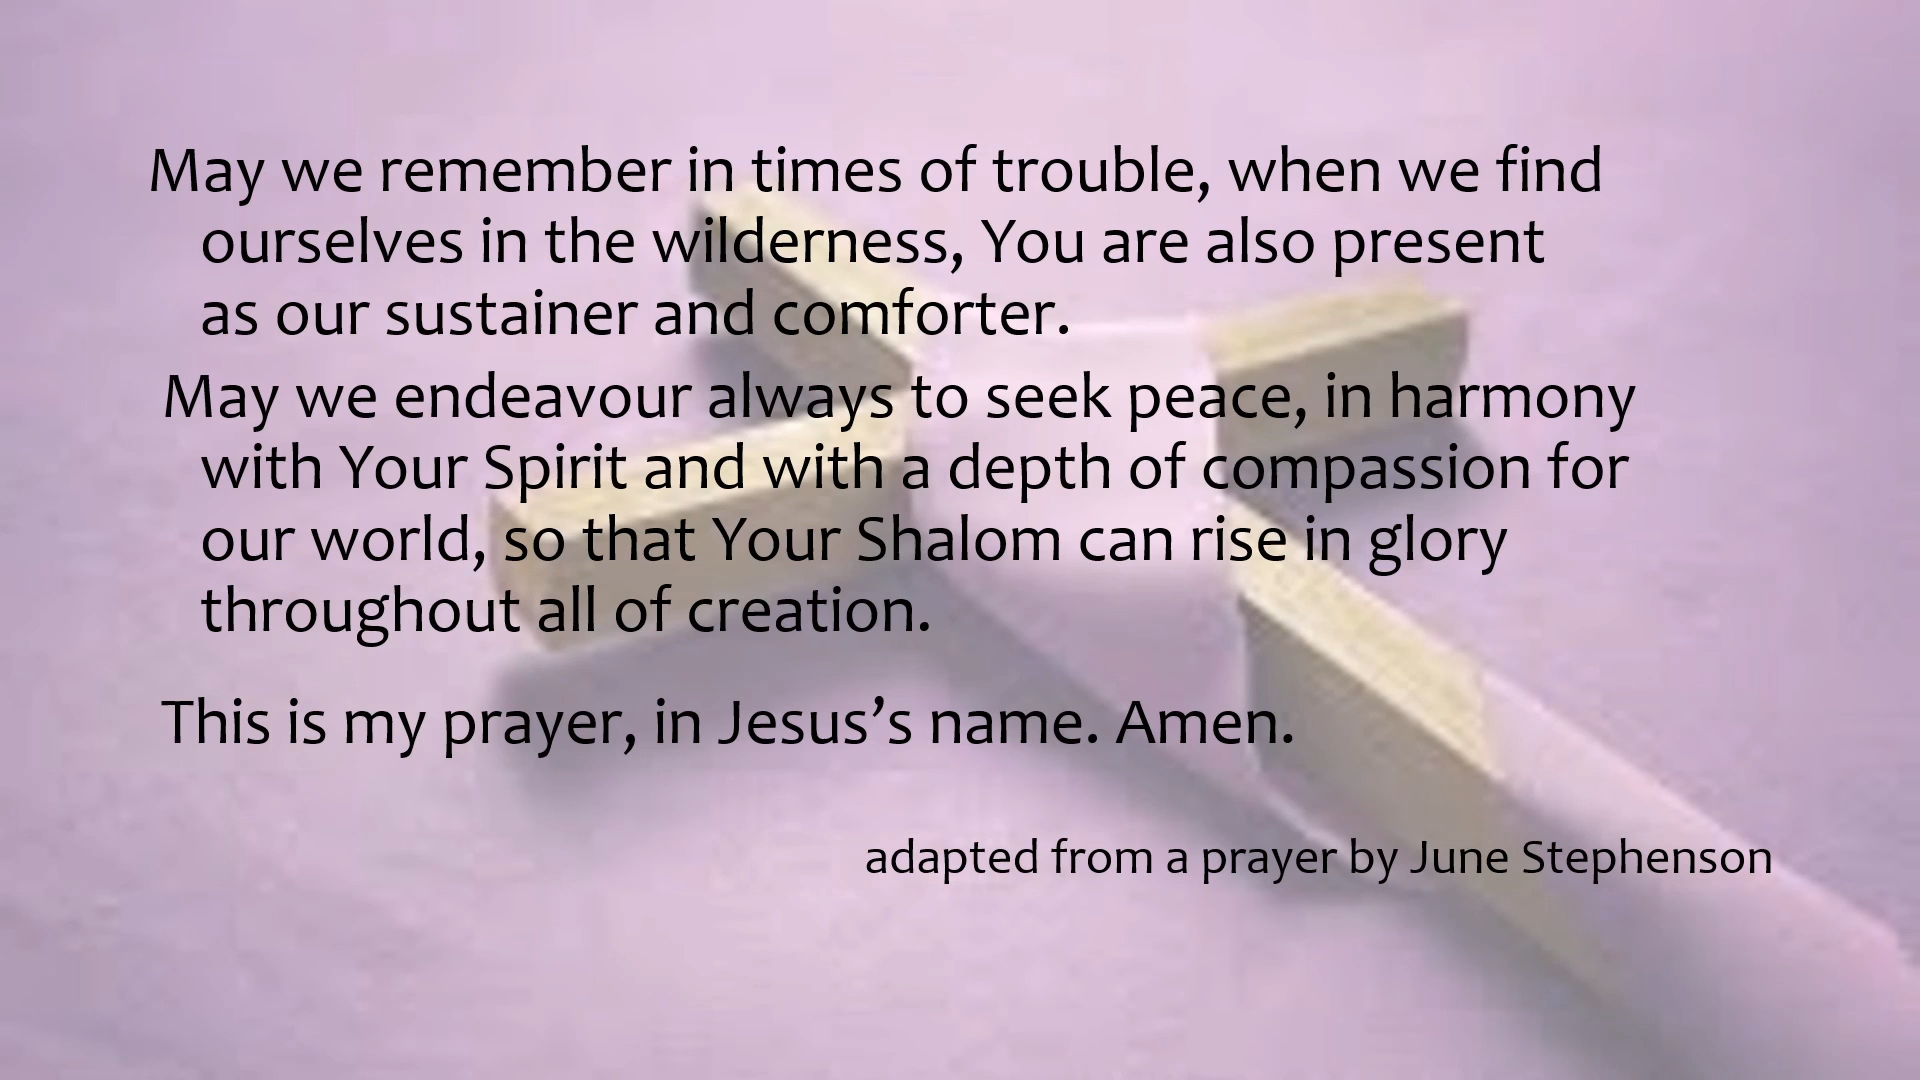 May we remember in times of trouble, when we find
ourselves in the wilderness, You are also present
as our sustainer and comforter.
May we endeavour always to seek peace, in harmony
with Your Spirit and with a depth of compassion for
our world, so that Your Shalom can rise in glory
throughout all of creation.
This is my prayer, in Jesus’s name. Amen.
adapted from a prayer by June Stephenson